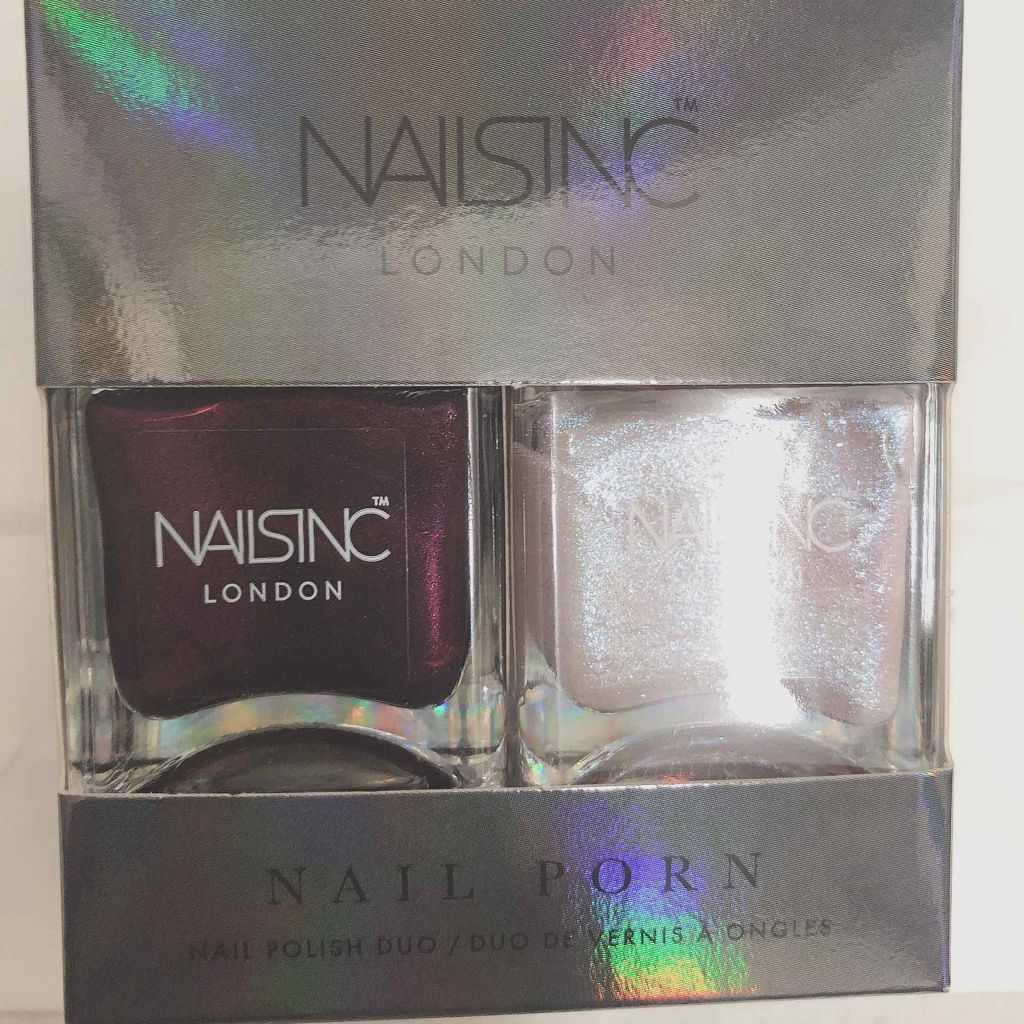 NAILSINC™
LONDON
NAILSINC™
LONDON
NAILSINC
NAIL PORN
NAIL POLISH DUO / DUO DE VERNIS À ONGLES